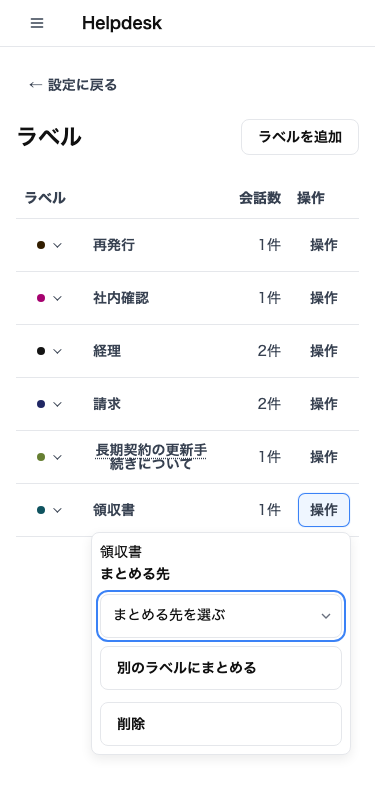 Helpdesk
← 設定に戻る
ラベル
ラベルを追加
ラベル 会話数 操作
再発行 1件 操作
社内確認 1件 操作
経理 2件 操作
請求 2件 操作
長期契約の更新手
続きについて 1件 操作
領収書 1件 操作
領収書
まとめる先
まとめる先を選ぶ
別のラベルにまとめる
削除